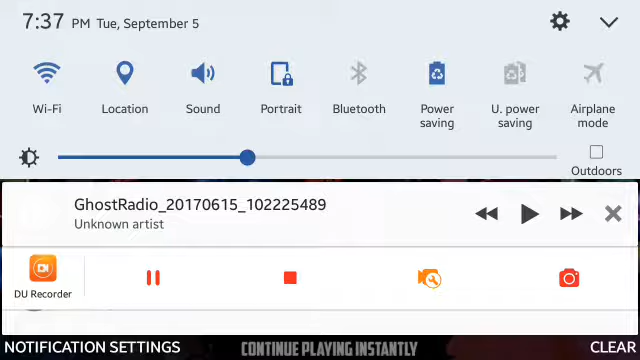 7:37 PM Tue, September 5
Wi-Fi
Location
Sound
Portrait
Bluetooth
Power saving
U. power saving
Airplane mode
Outdoors
GhostRadio_20170615_102225489
Unknown artist
DU Recorder
NOTIFICATION SETTINGS
CONTINUE PLAYING INSTANTLY
CLEAR